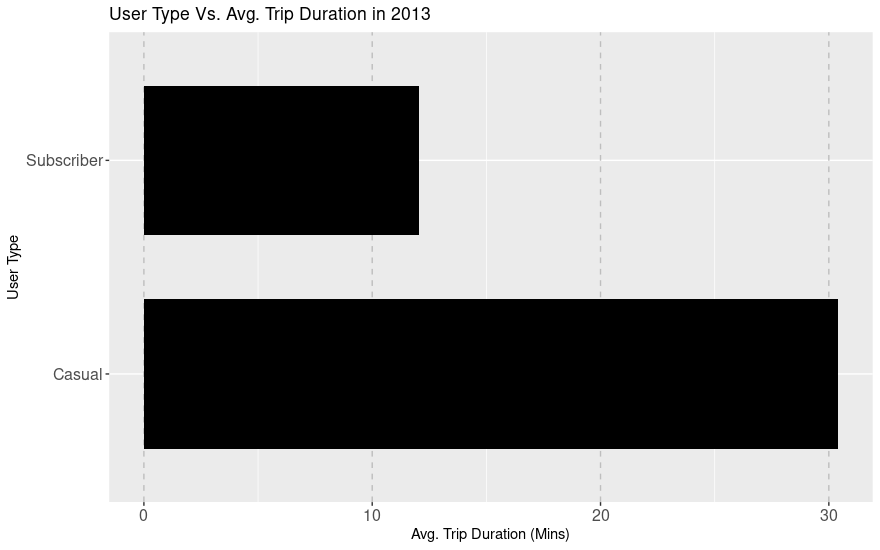 User Type Vs. Avg. Trip Duration in 2013
Subscriber
User Type
Casual
0 10 20 30
Avg. Trip Duration (Mins)